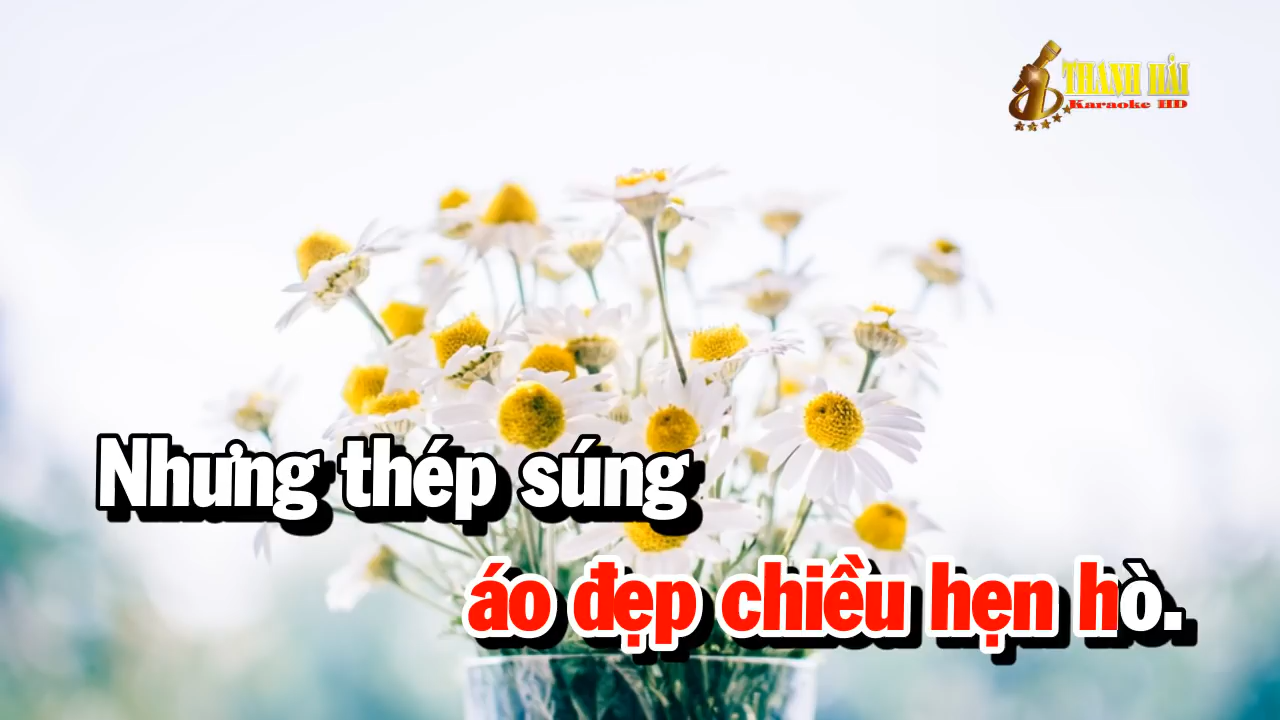 THANH HẢI
Karaoke HD
Nhưng thép súng
áo đẹp chiều hẹn hò.